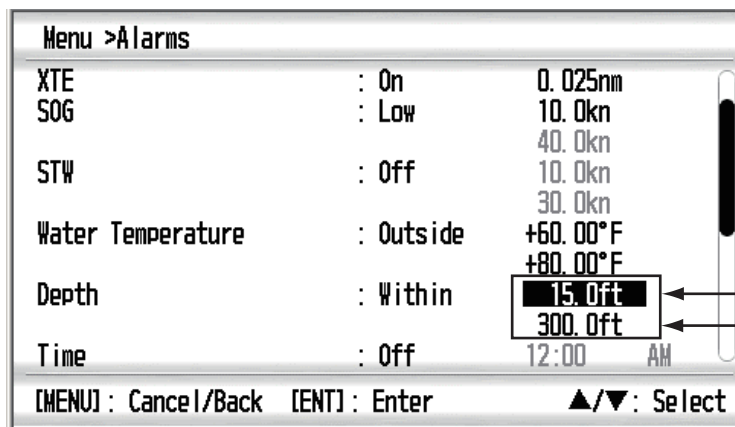 Menu >Alarms
XTE : On 0.025nm
SOG : Low 10.0kn
40.0kn
STW : Off 10.0kn
30.0kn
Water Temperature : Outside +60.00°F
+80.00°F
Depth : Within 15.0ft
300.0ft
Time : Off 12:00 AM
[MENU]: Cancel/Back [ENT]: Enter ▲/▼: Select